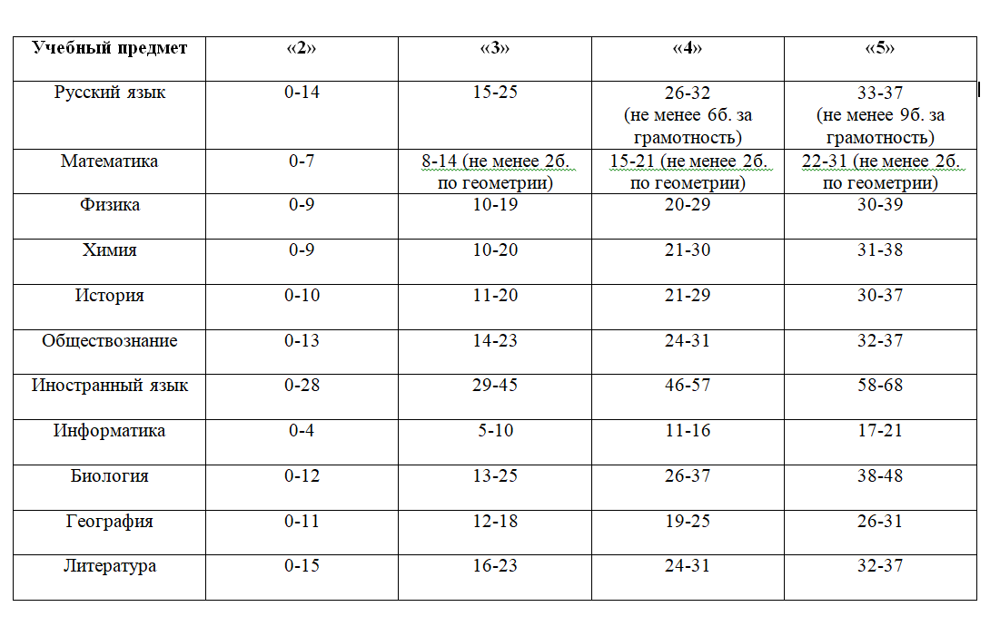 Учебный предмет «2» «3» «4» «5»
Русский язык 0-14 15-25 26-32 33-37
(не менее 6б. за (не менее 9б. за
грамотность) грамотность)
Математика 0-7 8-14 (не менее 2б. 15-21 (не менее 2б. 22-31 (не менее 2б.
по геометрии) по геометрии) по геометрии)
Физика 0-9 10-19 20-29 30-39
Химия 0-9 10-20 21-30 31-38
История 0-10 11-20 21-29 30-37
Обществознание 0-13 14-23 24-31 32-37
Иностранный язык 0-28 29-45 46-57 58-68
Информатика 0-4 5-10 11-16 17-21
Биология 0-12 13-25 26-37 38-48
География 0-11 12-18 19-25 26-31
Литература 0-15 16-23 24-31 32-37